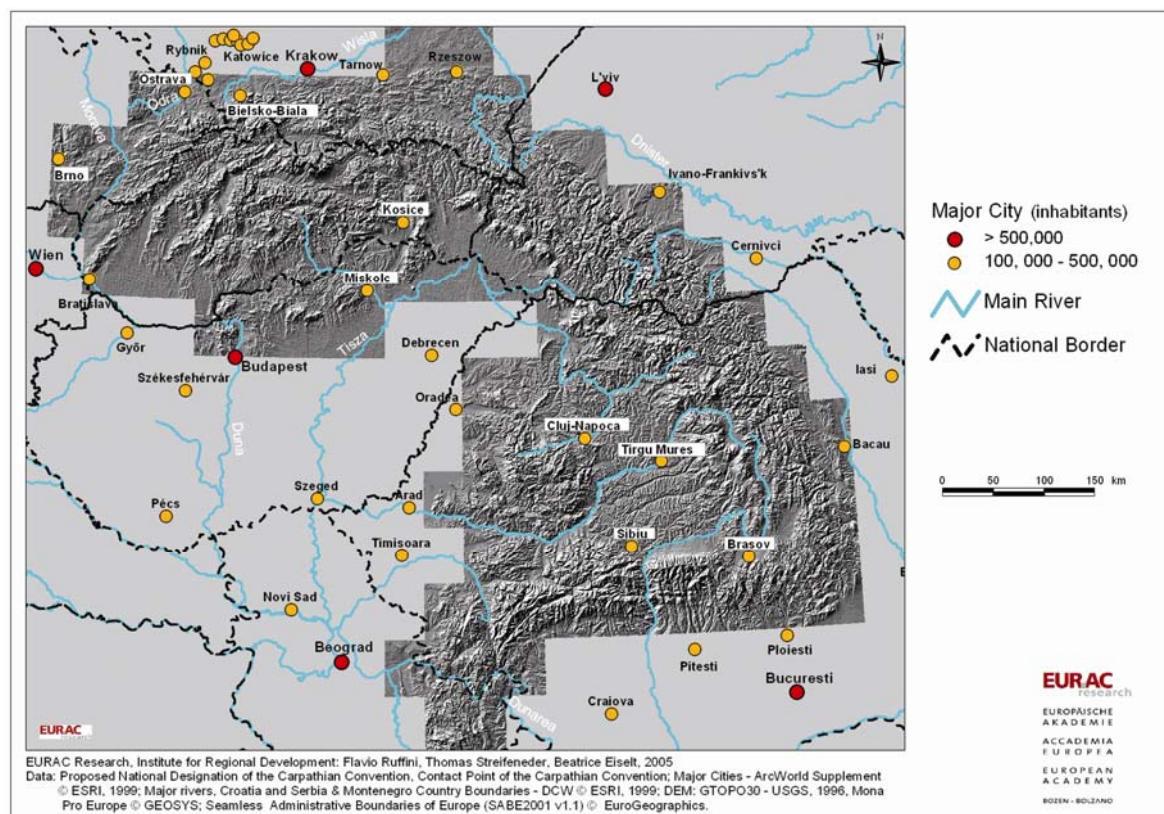 Rybnik
Katowice
Krakow
Wisla
Tarnow
Rzeszow
L'yiv
N
Ostrava
Odra
Bielsko-Biala
Morava
Brno
Dnister
Ivano-Frankivs'k
Kosice
Cernivci
Wien
Bratislava
Miskolc
Győr
Budapest
Tisza
Debrecen
Iasi
Székesfehérvár
Oradea
Duna
Cluj-Napoca
Tirgu Mures
Bacau
Pécs
Szeged
Arad
Timisoara
Sibiu
Brasov
Novi Sad
Beograd
Pitesti
Ploiesti
Bucuresti
Craiova
Dunarea
EURAC
research
Major City (inhabitants)
> 500,000
100, 000 - 500, 000
Main River
National Border
0 25 50 100 150 km
EURAC
research
EUROPÄISCHE
AKADEMIE
ACCADEMIA
EUROPEA
EUROPEAN
ACADEMY
BOZEN - BOLZANO
EURAC Research, Institute for Regional Development: Flavio Ruffini, Thomas Streifeneder, Beatrice Eiselt, 2005
Data: Proposed National Designation of the Carpathian Convention, Contact Point of the Carpathian Convention; Major Cities - ArcWorld Supplement
© ESRI, 1999; Major rivers, Croatia and Serbia & Montenegro Country Boundaries - DCW © ESRI, 1999; DEM: GTOPO30 - USGS, 1996, Mona
Pro Europe © GEOSYS; Seamless Administrative Boundaries of Europe (SABE2001 v1.1) © EuroGeographics.